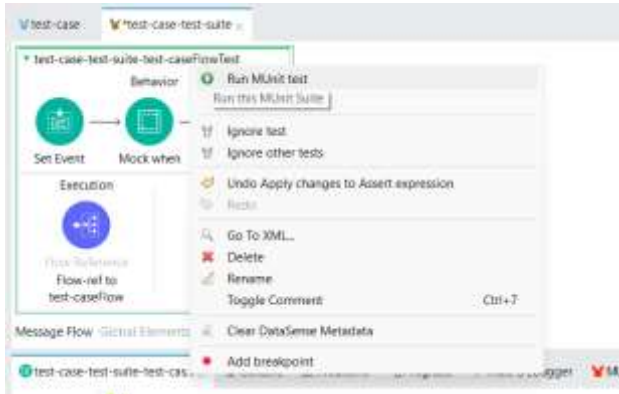 test-case
*test-case-test-suite
test-case-test-suite-test-caseFlowTest
Behavior
Run MUnit test
Run this MUnit Suite
Set Event
Mock when
Ignore test
Ignore other tests
Execution
Undo Apply changes to Assert expression
Redo
Flow Reference
Flow-ref to
test-caseFlow
Go To XML...
Delete
Rename
Toggle Comment
Ctrl+7
Message Flow
Global Elements
Clear DataSense Metadata
Add breakpoint
test-case-test-suite-test-cas